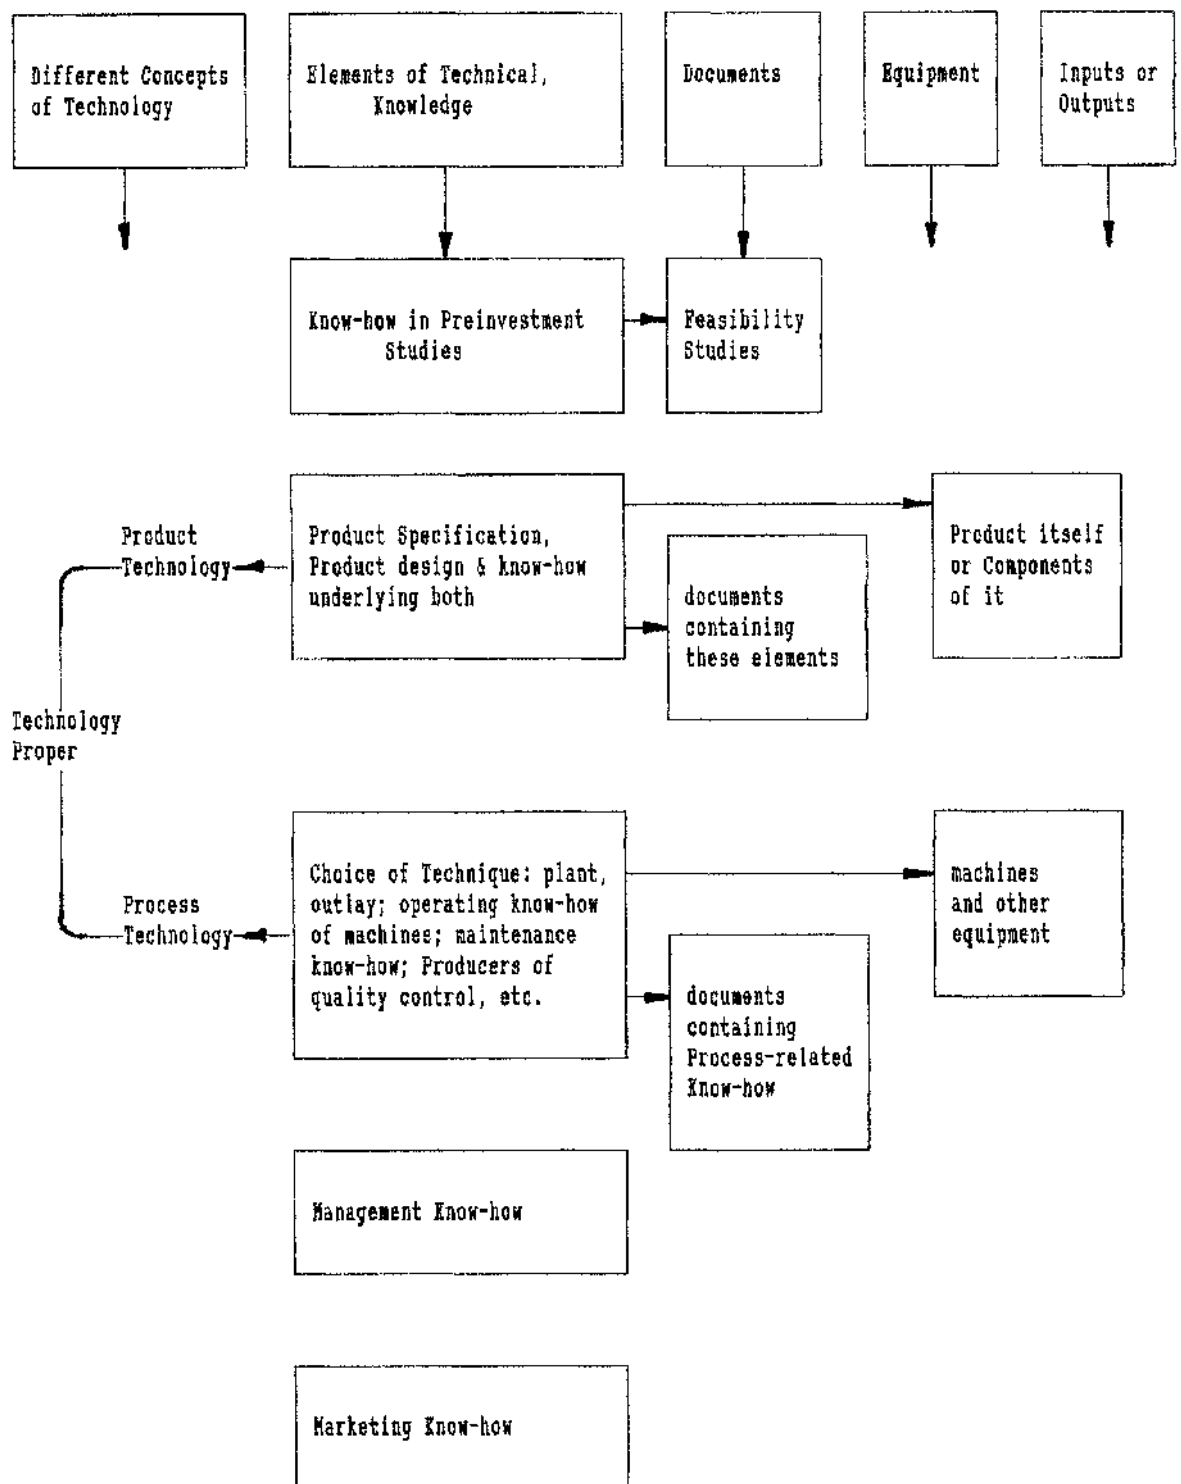 Different Concepts
of Technology
Elements of Technical,
Knowledge
Documents
Equipment
Inputs or
Outputs
Know-how in Preinvestment
Studies
Feasibility
Studies
Product
Technology
Product Specification,
Product design & know-how
underlying both
documents
containing
these elements
Product itself
or Components
of it
Technology
Proper
Process
Technology
Choice of Technique: plant,
outlay; operating know-how
of machines; maintenance
know-how; Producers of
quality control, etc.
documents
containing
Process-related
Know-how
machines
and other
equipment
Management Know-how
Marketing Know-how